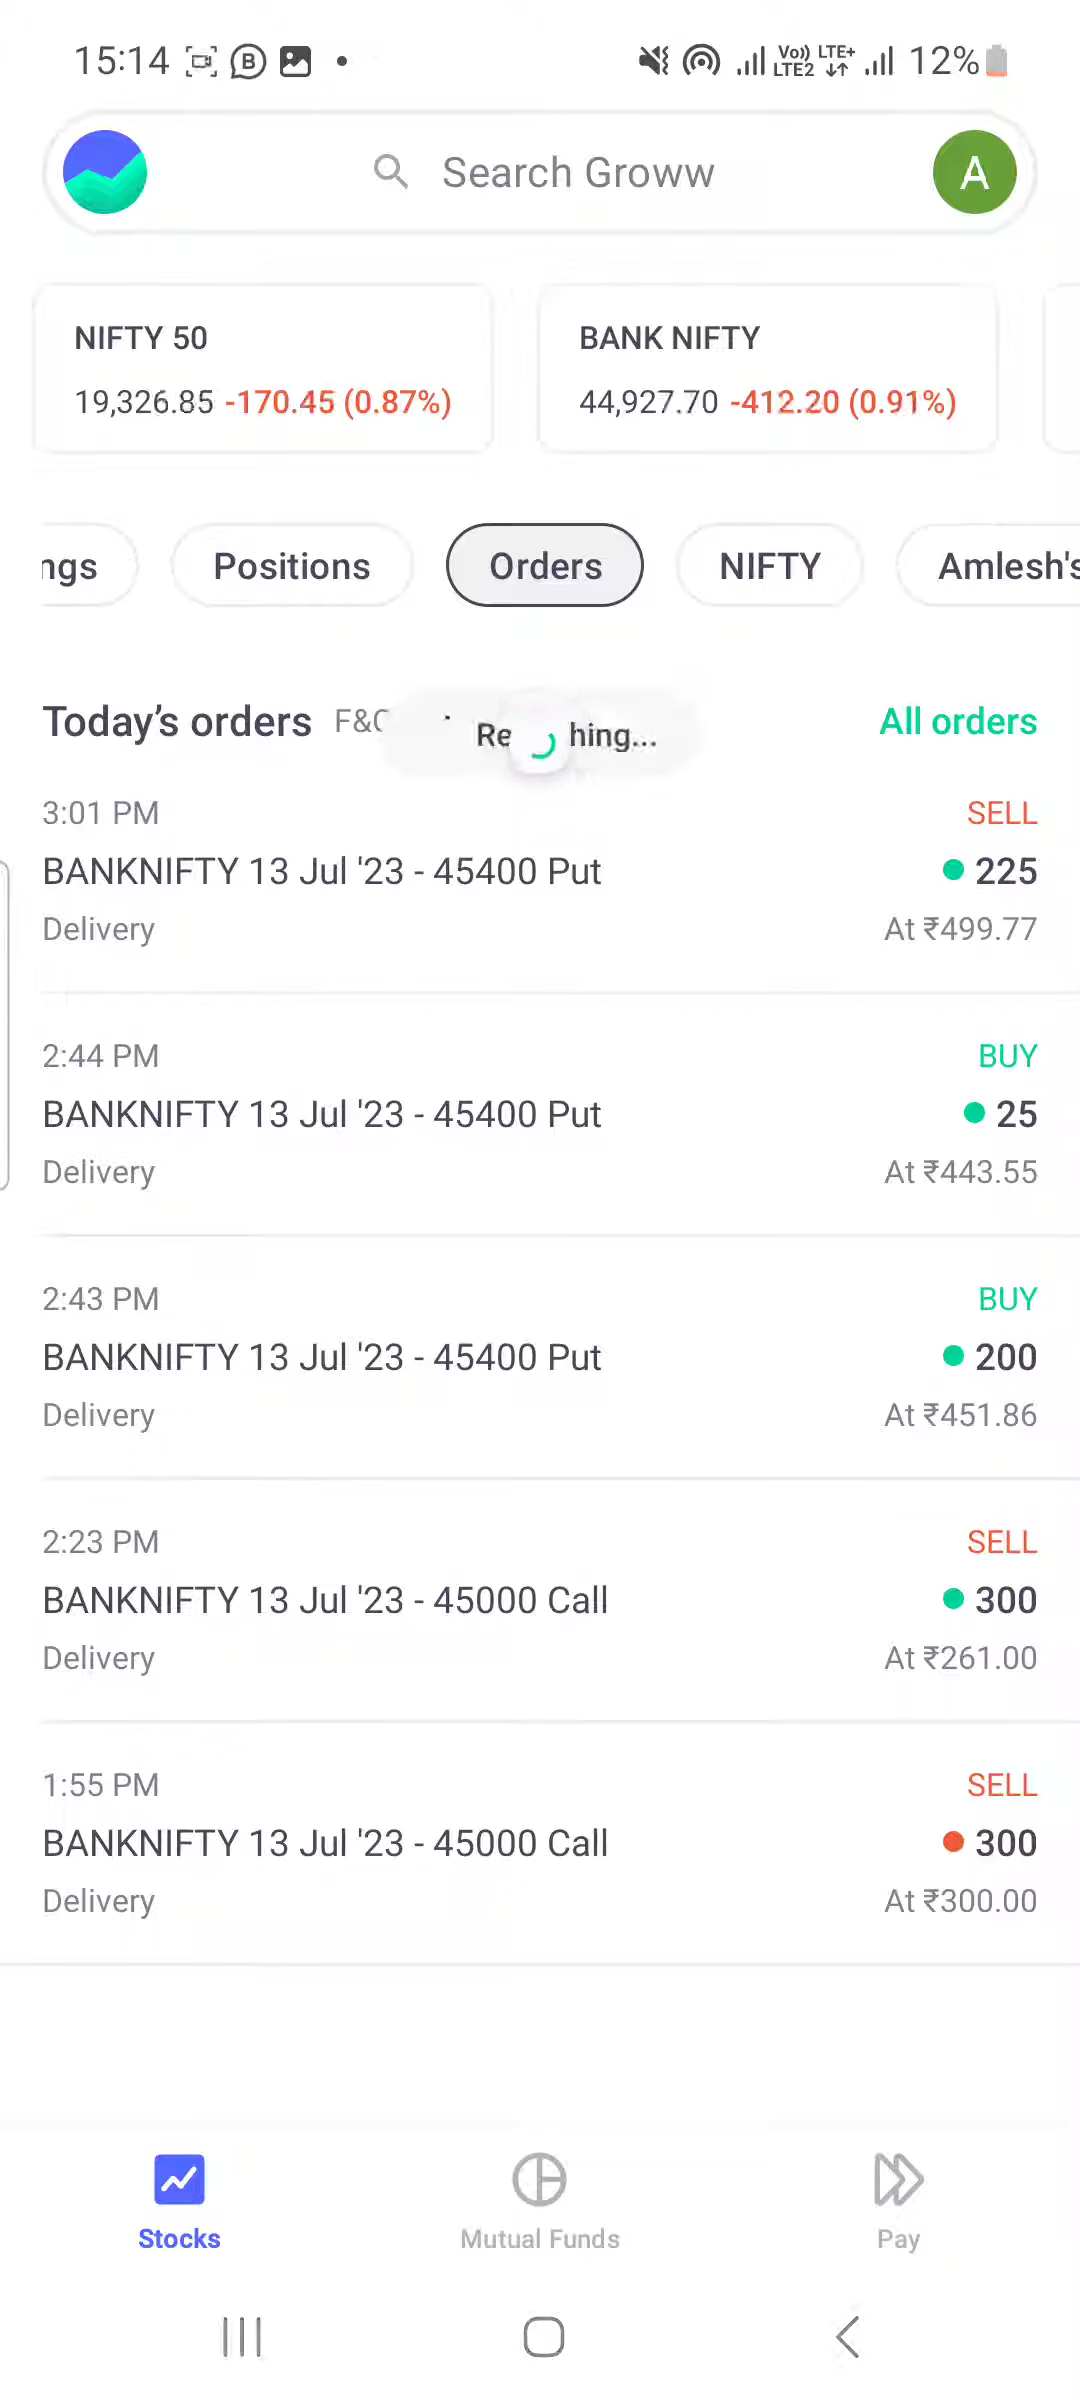 15:14
Vo)) LTE+
LTE2
12%
Search Groww
A
NIFTY 50
19,326.85 -170.45 (0.87%)
BANK NIFTY
44,927.70 -412.20 (0.91%)
ngs
Positions
Orders
NIFTY
Amlesh's
Today’s orders
All orders
3:01 PM
SELL
BANKNIFTY 13 Jul '23 - 45400 Put
225
Delivery
At ₹499.77
2:44 PM
BUY
BANKNIFTY 13 Jul '23 - 45400 Put
25
Delivery
At ₹443.55
2:43 PM
BUY
BANKNIFTY 13 Jul '23 - 45400 Put
200
Delivery
At ₹451.86
2:23 PM
SELL
BANKNIFTY 13 Jul '23 - 45000 Call
300
Delivery
At ₹261.00
1:55 PM
SELL
BANKNIFTY 13 Jul '23 - 45000 Call
300
Delivery
At ₹300.00
Stocks
Mutual Funds
Pay